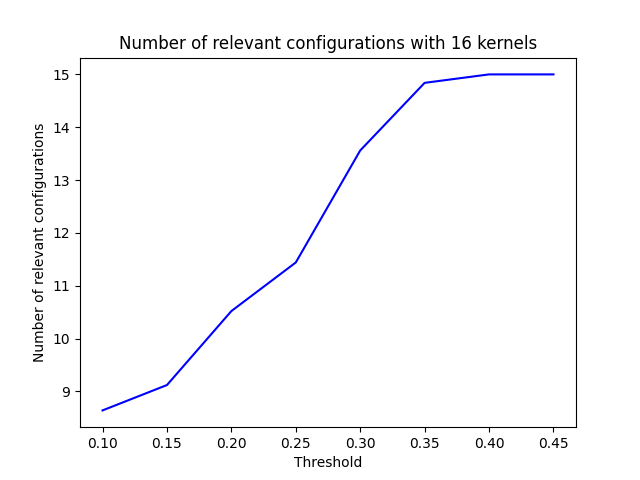 Number of relevant configurations with 16 kernels
Number of relevant configurations
15
14
13
12
11
10
9
0.10 0.15 0.20 0.25 0.30 0.35 0.40 0.45
Threshold